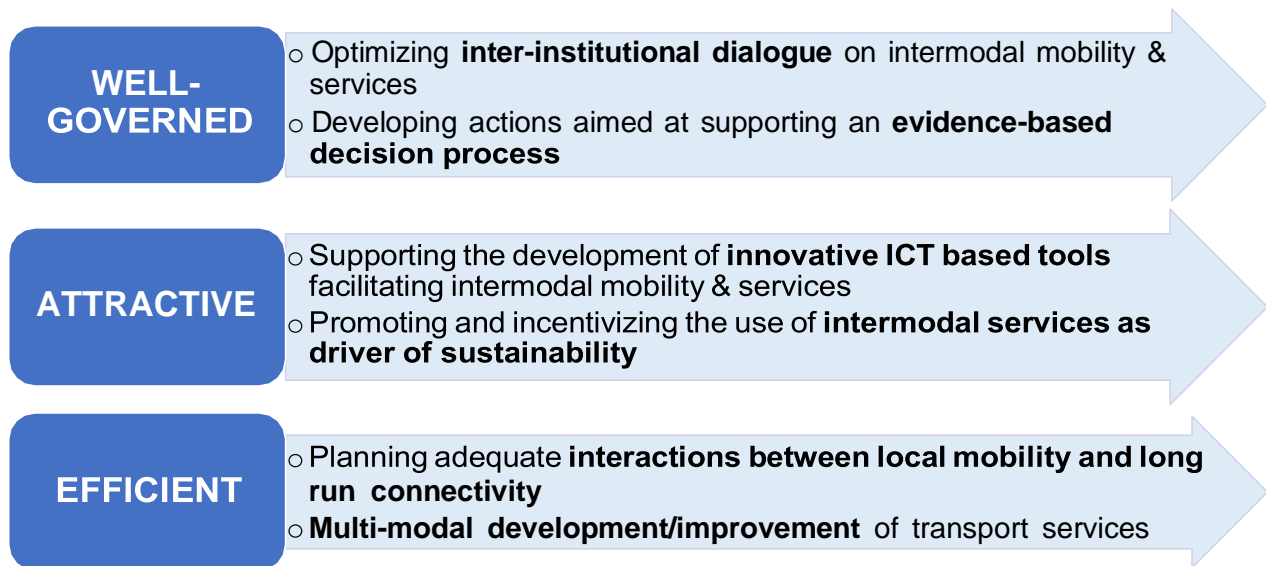 WELL-
GOVERNED
o Optimizing inter-institutional dialogue on intermodal mobility &
services
o Developing actions aimed at supporting an evidence-based
decision process
ATTRACTIVE
o Supporting the development of innovative ICT based tools
facilitating intermodal mobility & services
o Promoting and incentivizing the use of intermodal services as
driver of sustainability
EFFICIENT
o Planning adequate interactions between local mobility and long
run connectivity
o Multi-modal development/improvement of transport services